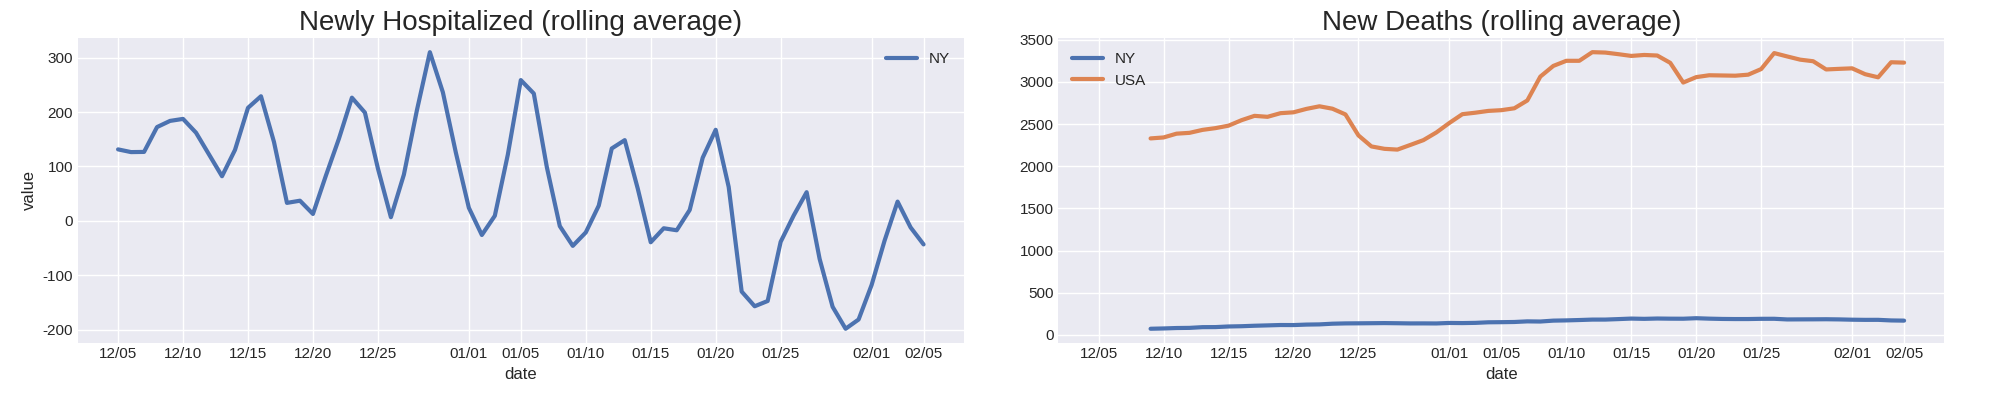 Newly Hospitalized (rolling average)
300
200
100
0
-100
-200
value
NY
12/05 12/10 12/15 12/20 12/25 01/01 01/05 01/10 01/15 01/20 01/25 02/01 02/05
date
New Deaths (rolling average)
3500
3000
2500
2000
1500
1000
500
0
NY
USA
12/05 12/10 12/15 12/20 12/25 01/01 01/05 01/10 01/15 01/20 01/25 02/01 02/05
date